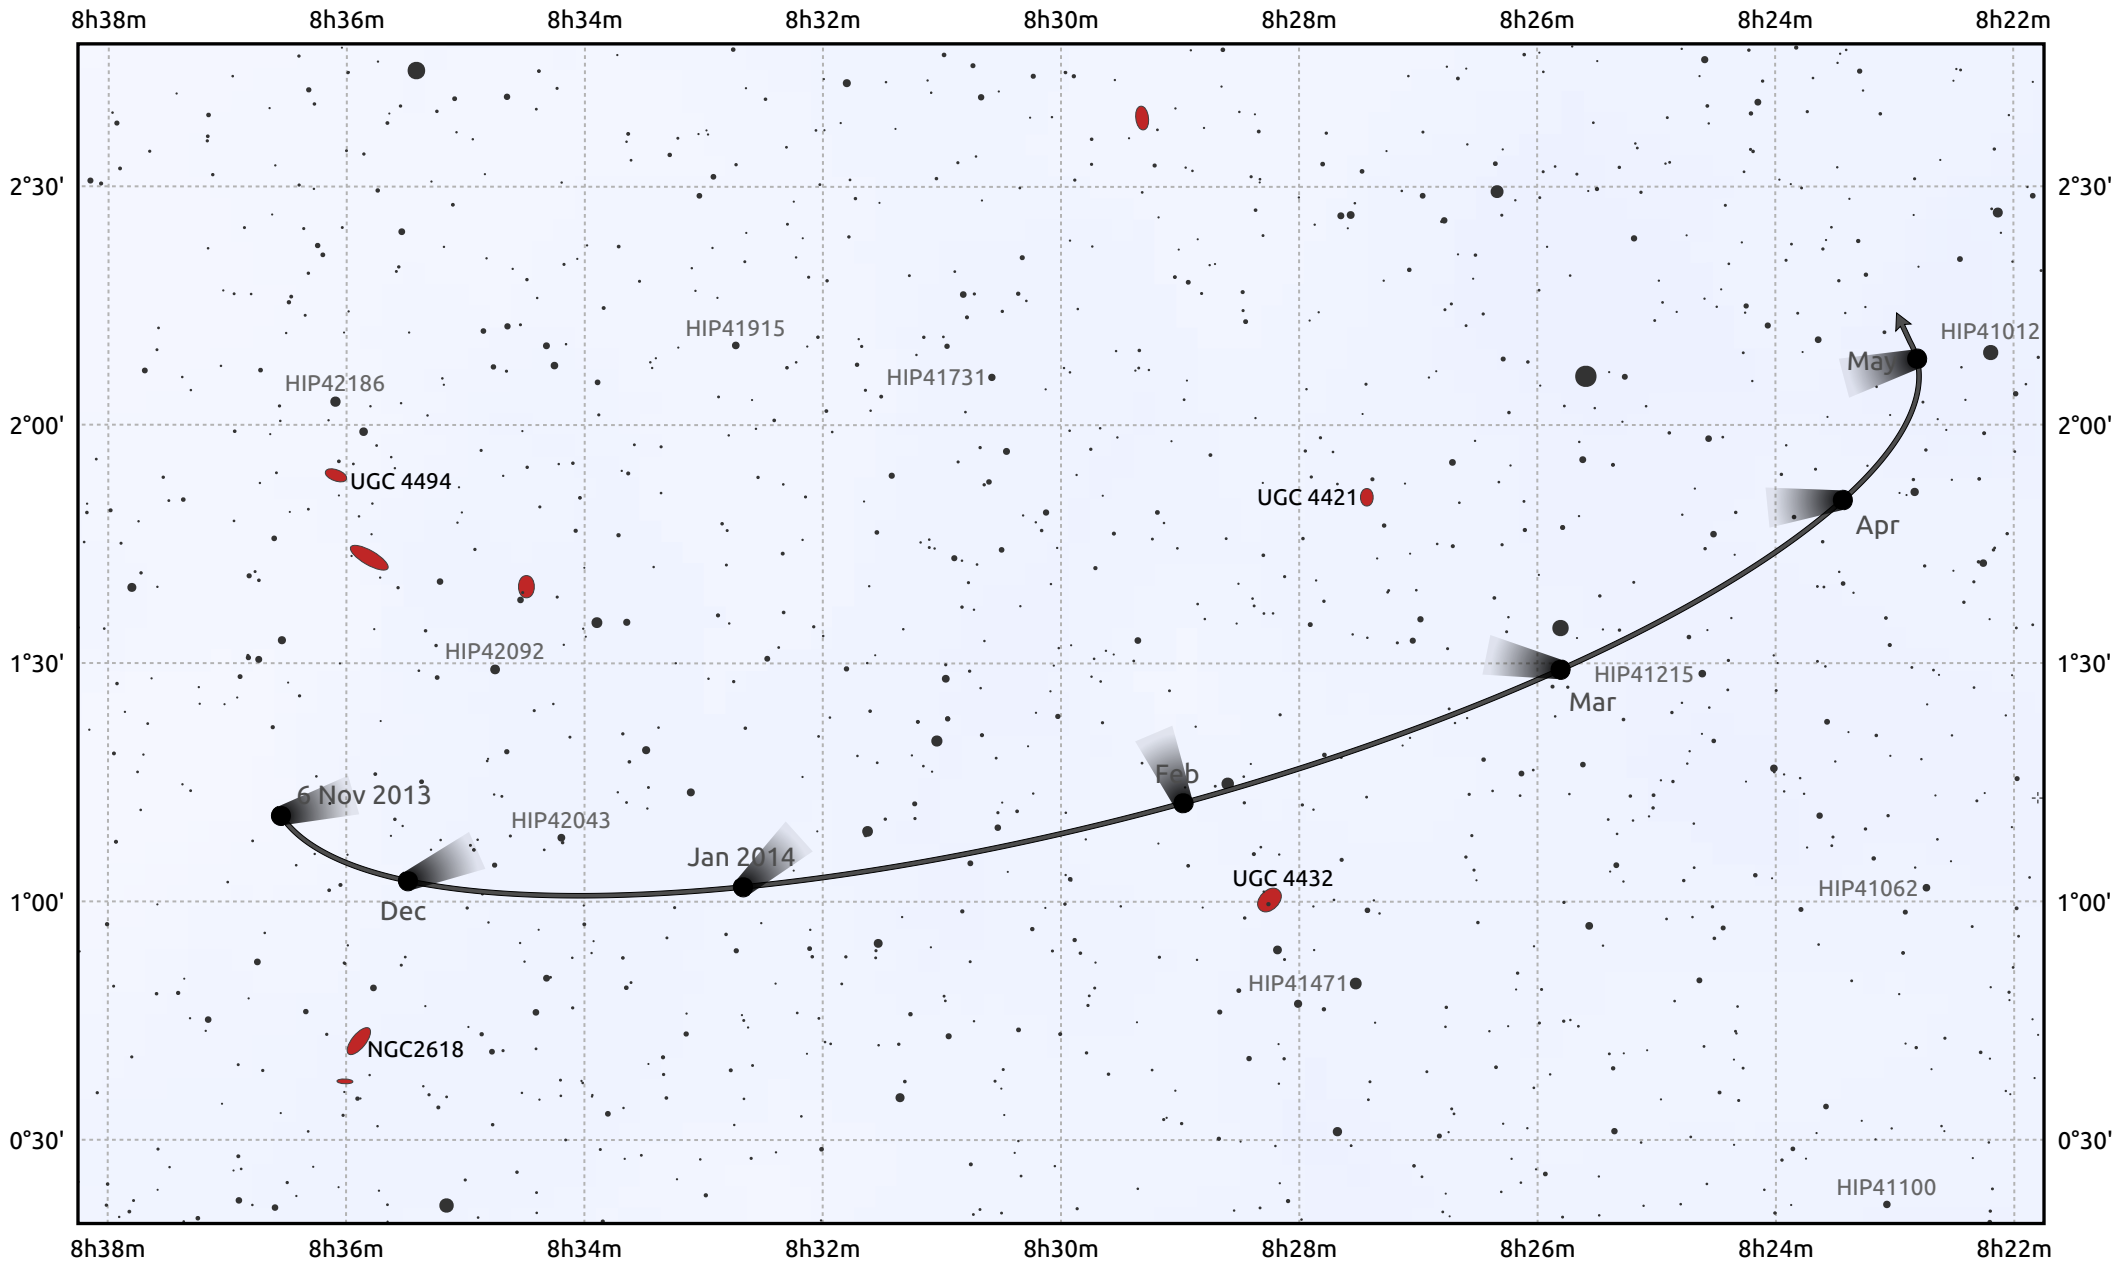 8h38m 8h36m 8h34m 8h32m 8h30m 8h28m 8h26m 8h24m 8h22m
2°30' 2°30'
HIP41915 HIP41012
May
HIP42186 HIP41731
2°00' 2°00'
UGC 4494 UGC 4421
Apr
HIP42092
1°30' 1°30'
HIP41215
Mar
Feb
6 Nov 2013
HIP42043
Jan 2014
UGC 4432
HIP41062
1°00' 1°00'
Dec
HIP41471
NGC2618
0°30' 0°30'
HIP41100
8h38m 8h36m 8h34m 8h32m 8h30m 8h28m 8h26m 8h24m 8h22m